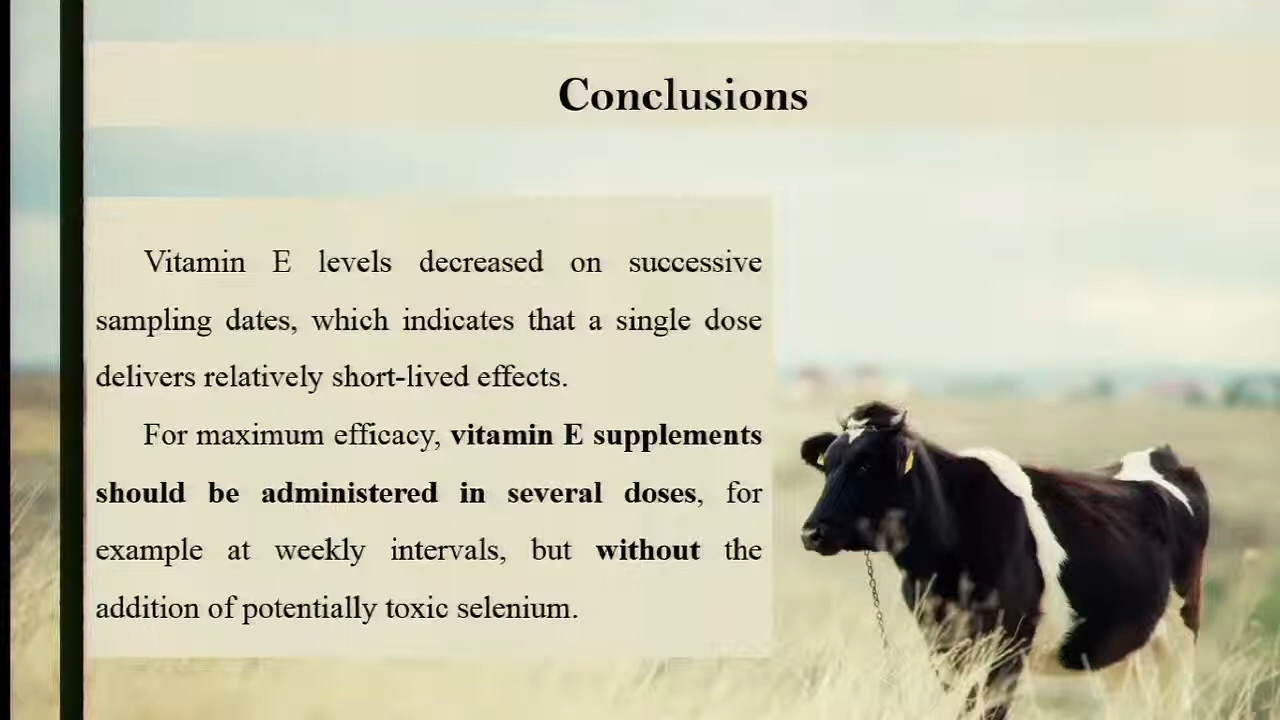 Conclusions
Vitamin E levels decreased on successive
sampling dates, which indicates that a single dose
delivers relatively short-lived effects.
For maximum efficacy, vitamin E supplements
should be administered in several doses, for
example at weekly intervals, but without the
addition of potentially toxic selenium.